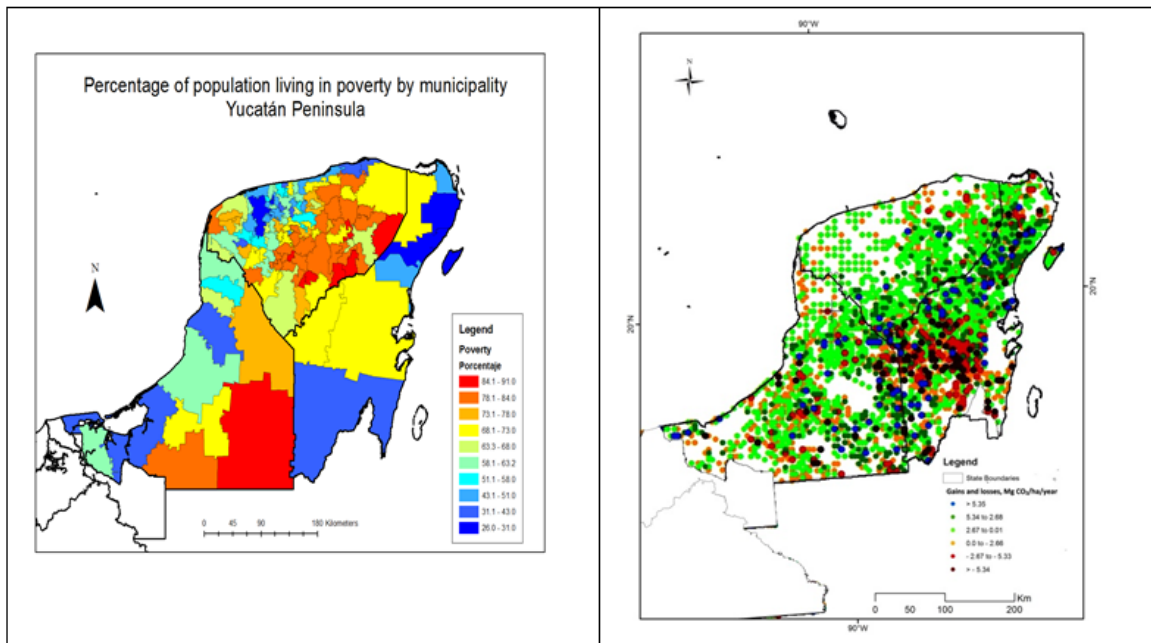 Percentage of population living in poverty by municipality
Yucatán Peninsula
N
Legend
Poverty
Porcentaje
84.1 - 91.0
78.1 - 84.0
73.1 - 78.0
68.1 - 73.0
63.3 - 68.0
58.1 - 63.2
51.1 - 58.0
43.1 - 51.0
31.1 - 43.0
26.0 - 31.0
0 45 90 180 Kilometers
90°W
N
20°N
20°N
Legend
State Boundaries
Gains and losses, Mg CO₂/ha/year
> 5.35
5.34 to 2.68
2.67 to 0.01
0.0 to - 2.66
- 2.67 to - 5.33
> - 5.34
0 50 100 200
Km
90°W